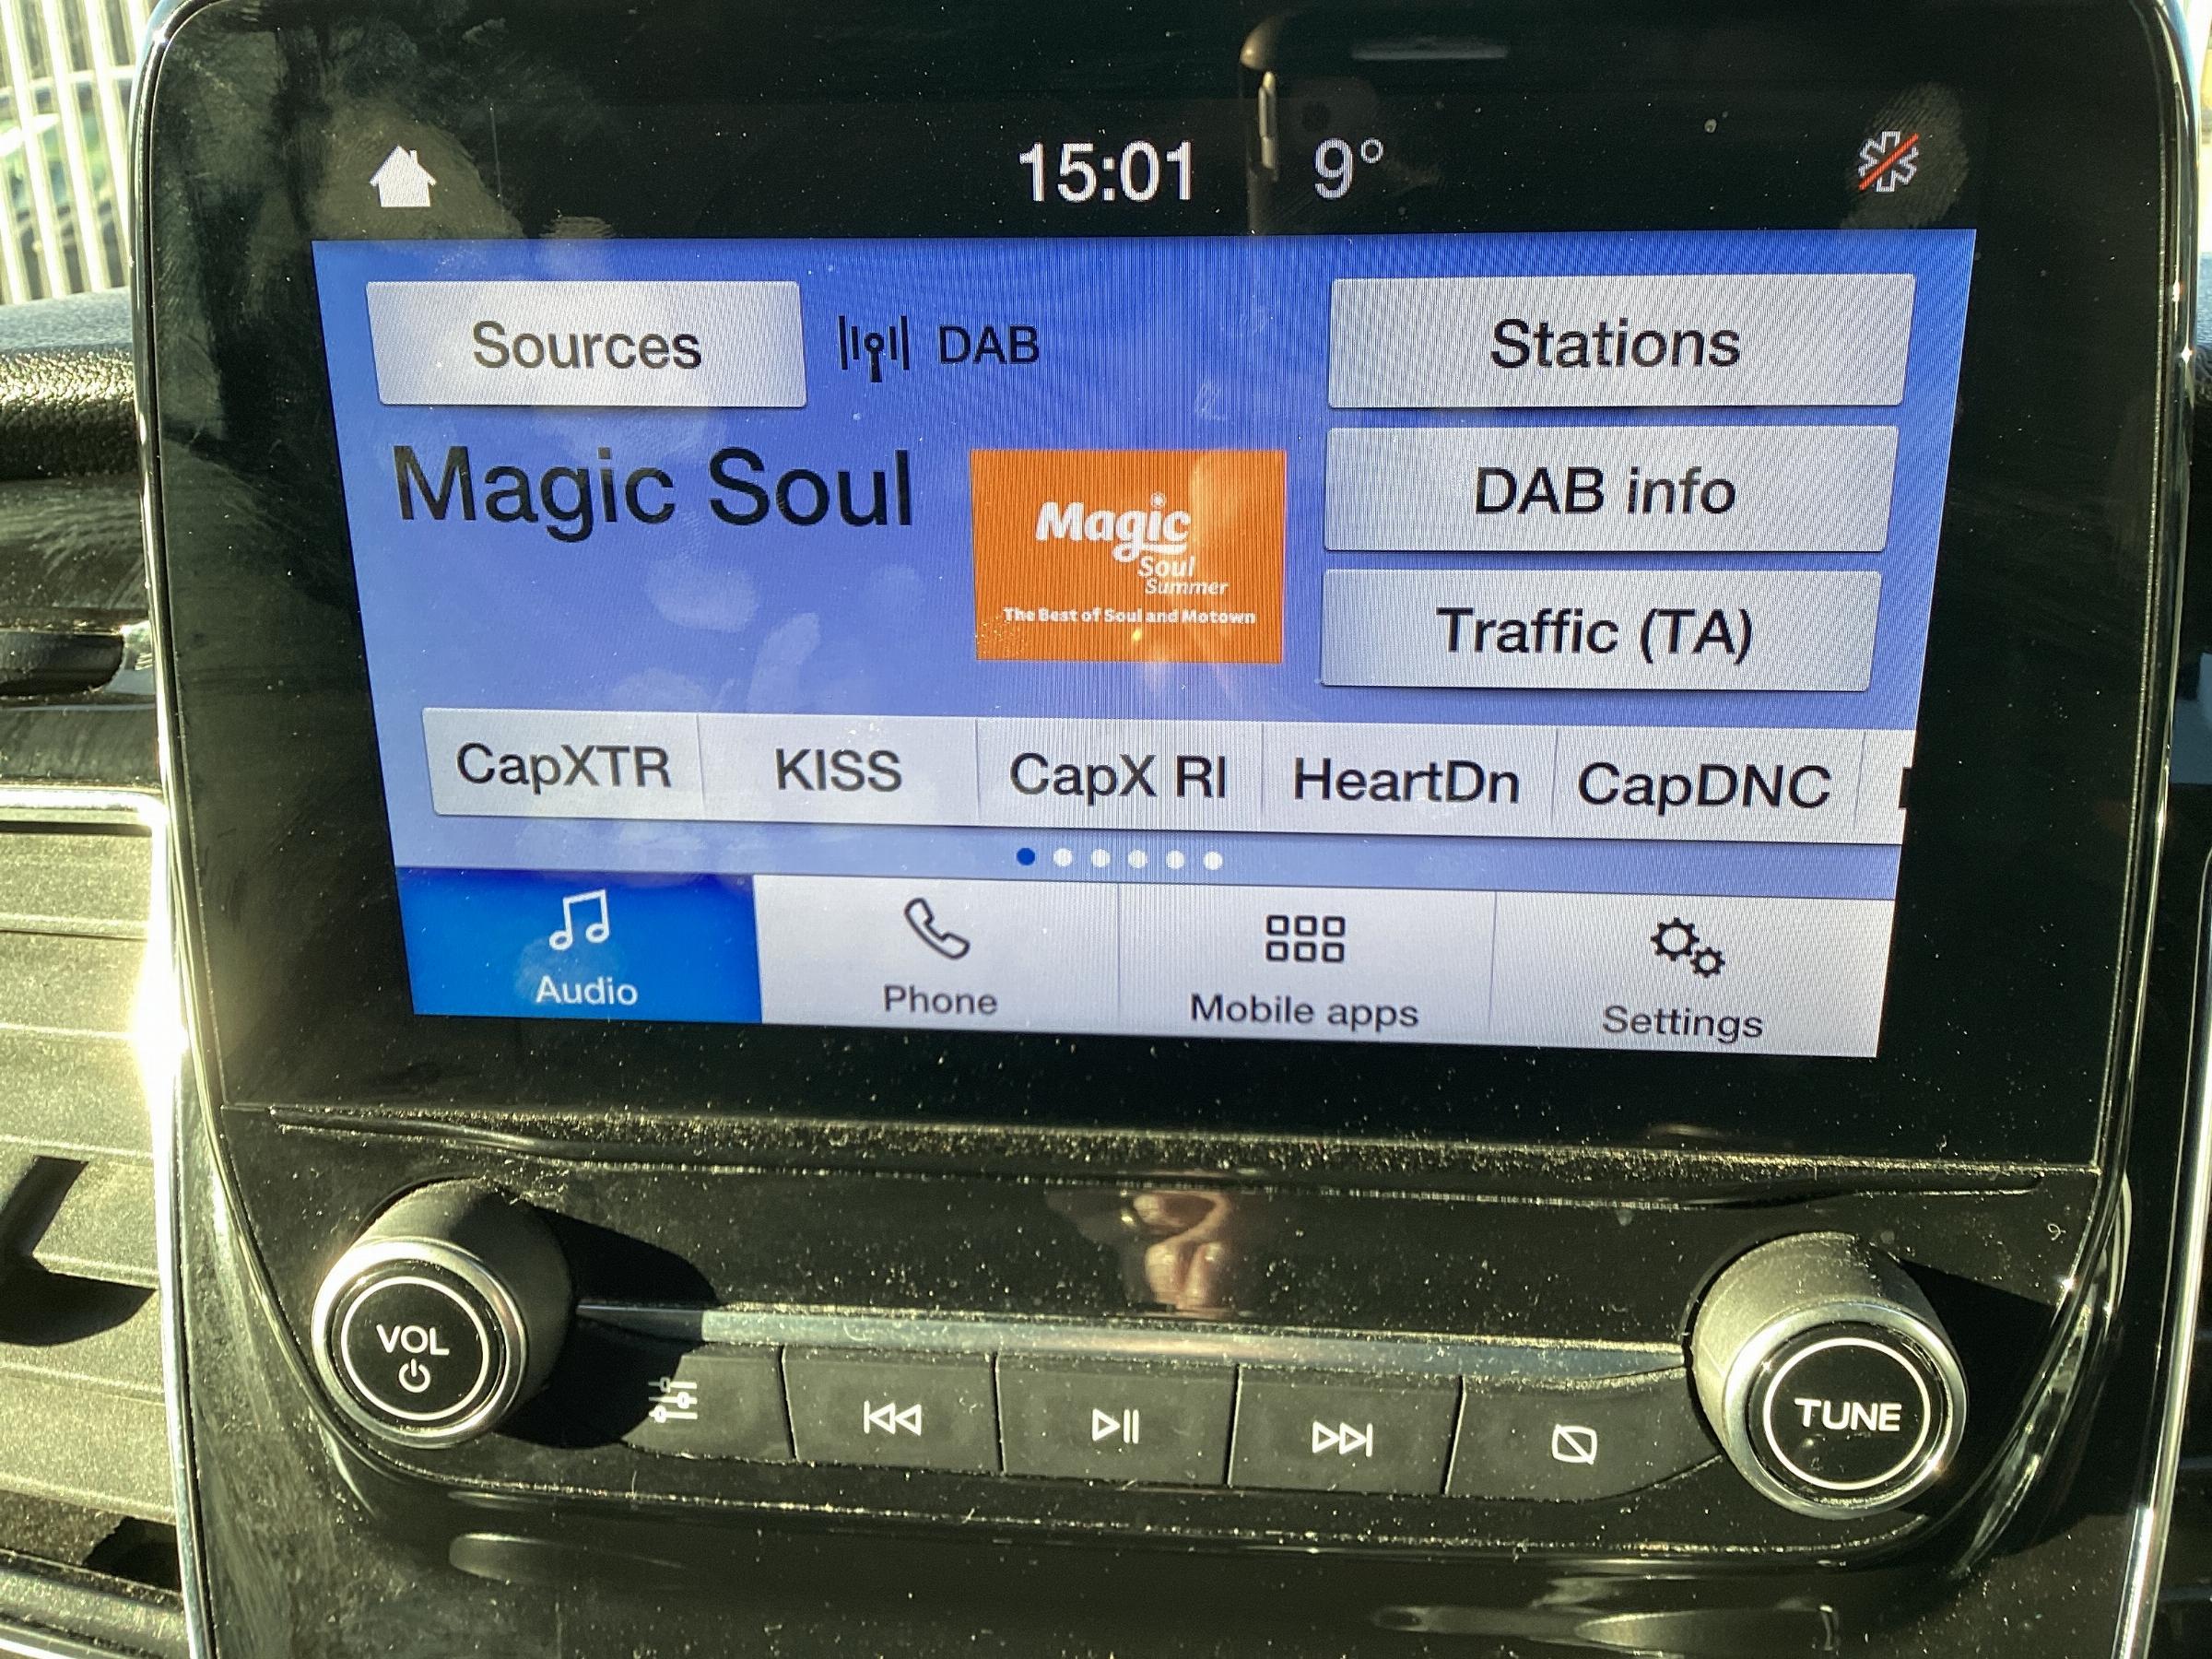 15:01 9°
Sources DAB Stations
Magic Soul
Magic
Soul
Summer
The Best of Soul and Motown
DAB info
Traffic (TA)
CapXTR KISS CapX RI HeartDn CapDNC
Audio Phone Mobile apps Settings
VOL
TUNE